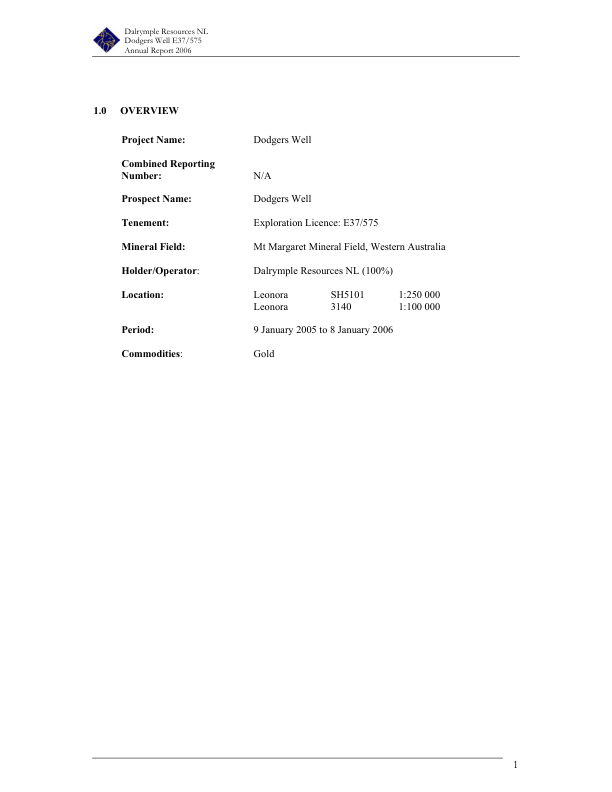 Dalrymple Resources NL
Dodgers Well E37/575
Annual Report 2006
1.0 OVERVIEW
Project Name: Dodgers Well
Combined Reporting
Number: N/A
Prospect Name: Dodgers Well
Tenement: Exploration Licence: E37/575
Mineral Field: Mt Margaret Mineral Field, Western Australia
Holder/Operator: Dalrymple Resources NL (100%)
Location: Leonora SH5101 1:250 000
Leonora 3140 1:100 000
Period: 9 January 2005 to 8 January 2006
Commodities: Gold
1